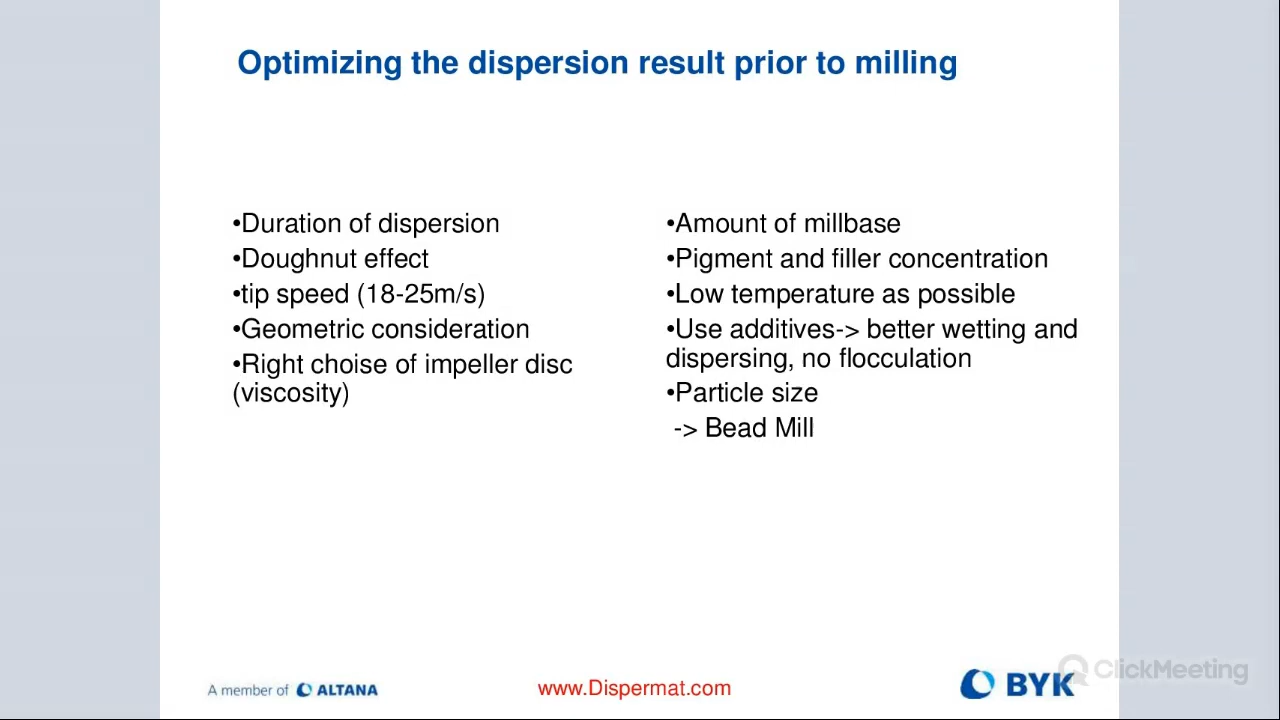 Optimizing the dispersion result prior to milling
•Duration of dispersion
•Doughnut effect
•tip speed (18-25m/s)
•Geometric consideration
•Right choise of impeller disc
(viscosity)
•Amount of millbase
•Pigment and filler concentration
•Low temperature as possible
•Use additives-> better wetting and
dispersing, no flocculation
•Particle size
-> Bead Mill
A member of ALTANA
www.Dispermat.com
BYK
ClickMeeting